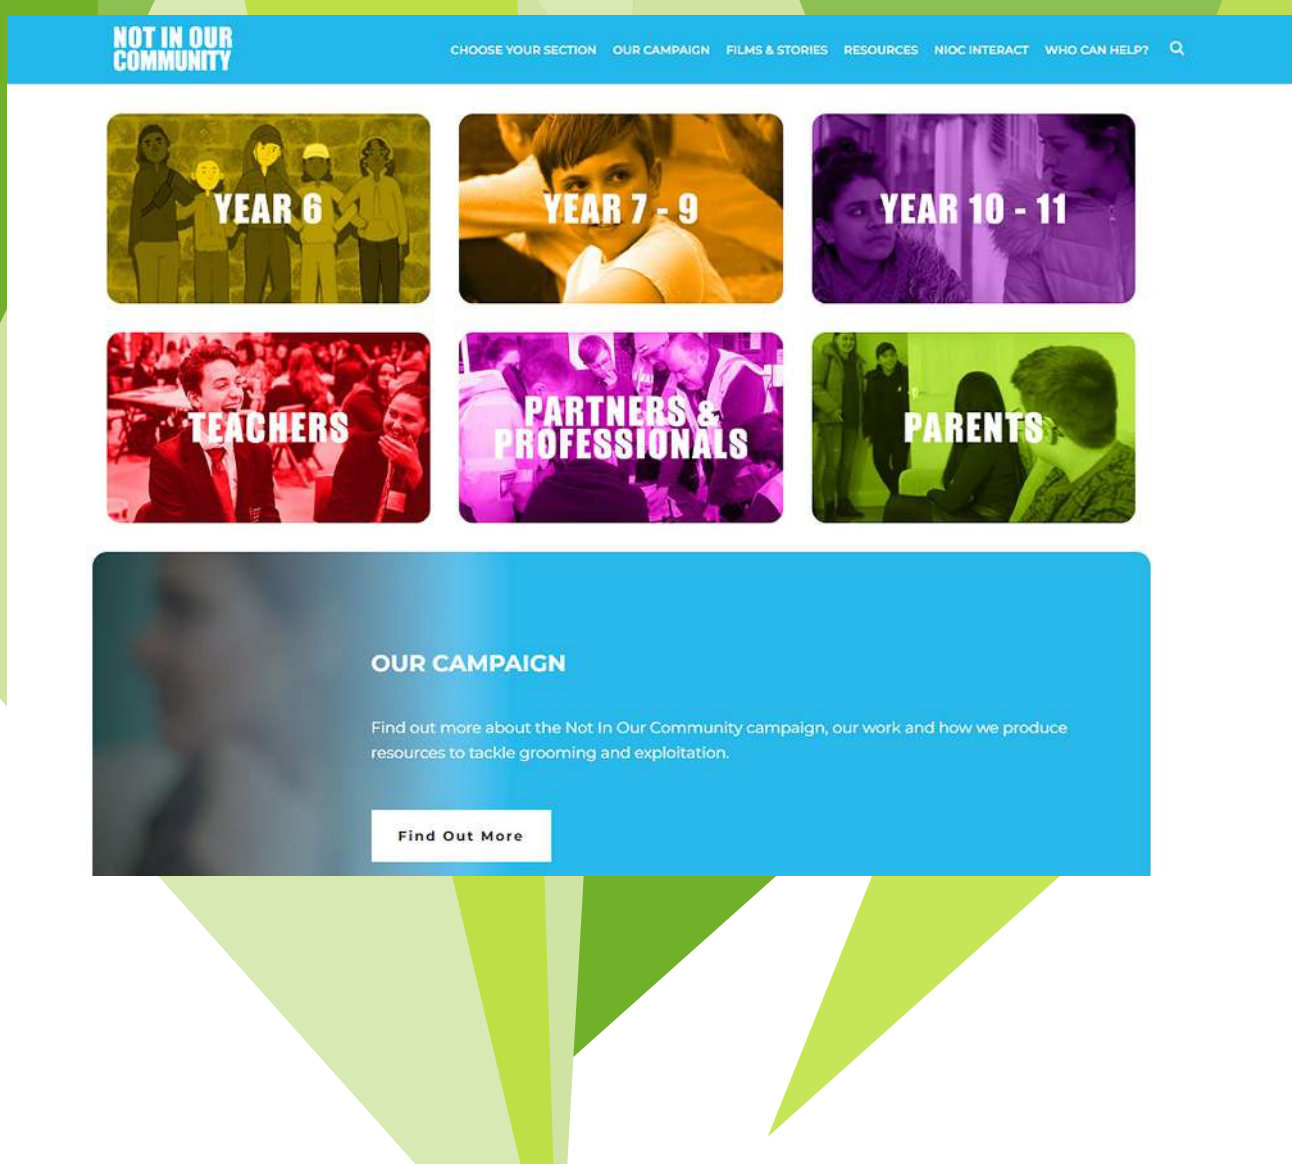 NOT IN OUR
COMMUNITY
CHOOSE YOUR SECTION OUR CAMPAIGN FILMS & STORIES RESOURCES NIOC INTERACT WHO CAN HELP?
YEAR 6
YEAR 7 - 9
YEAR 10 - 11
TEACHERS
PARTNERS &
PROFESSIONALS
PARENTS
OUR CAMPAIGN
Find out more about the Not In Our Community campaign, our work and how we produce
resources to tackle grooming and exploitation.
Find Out More